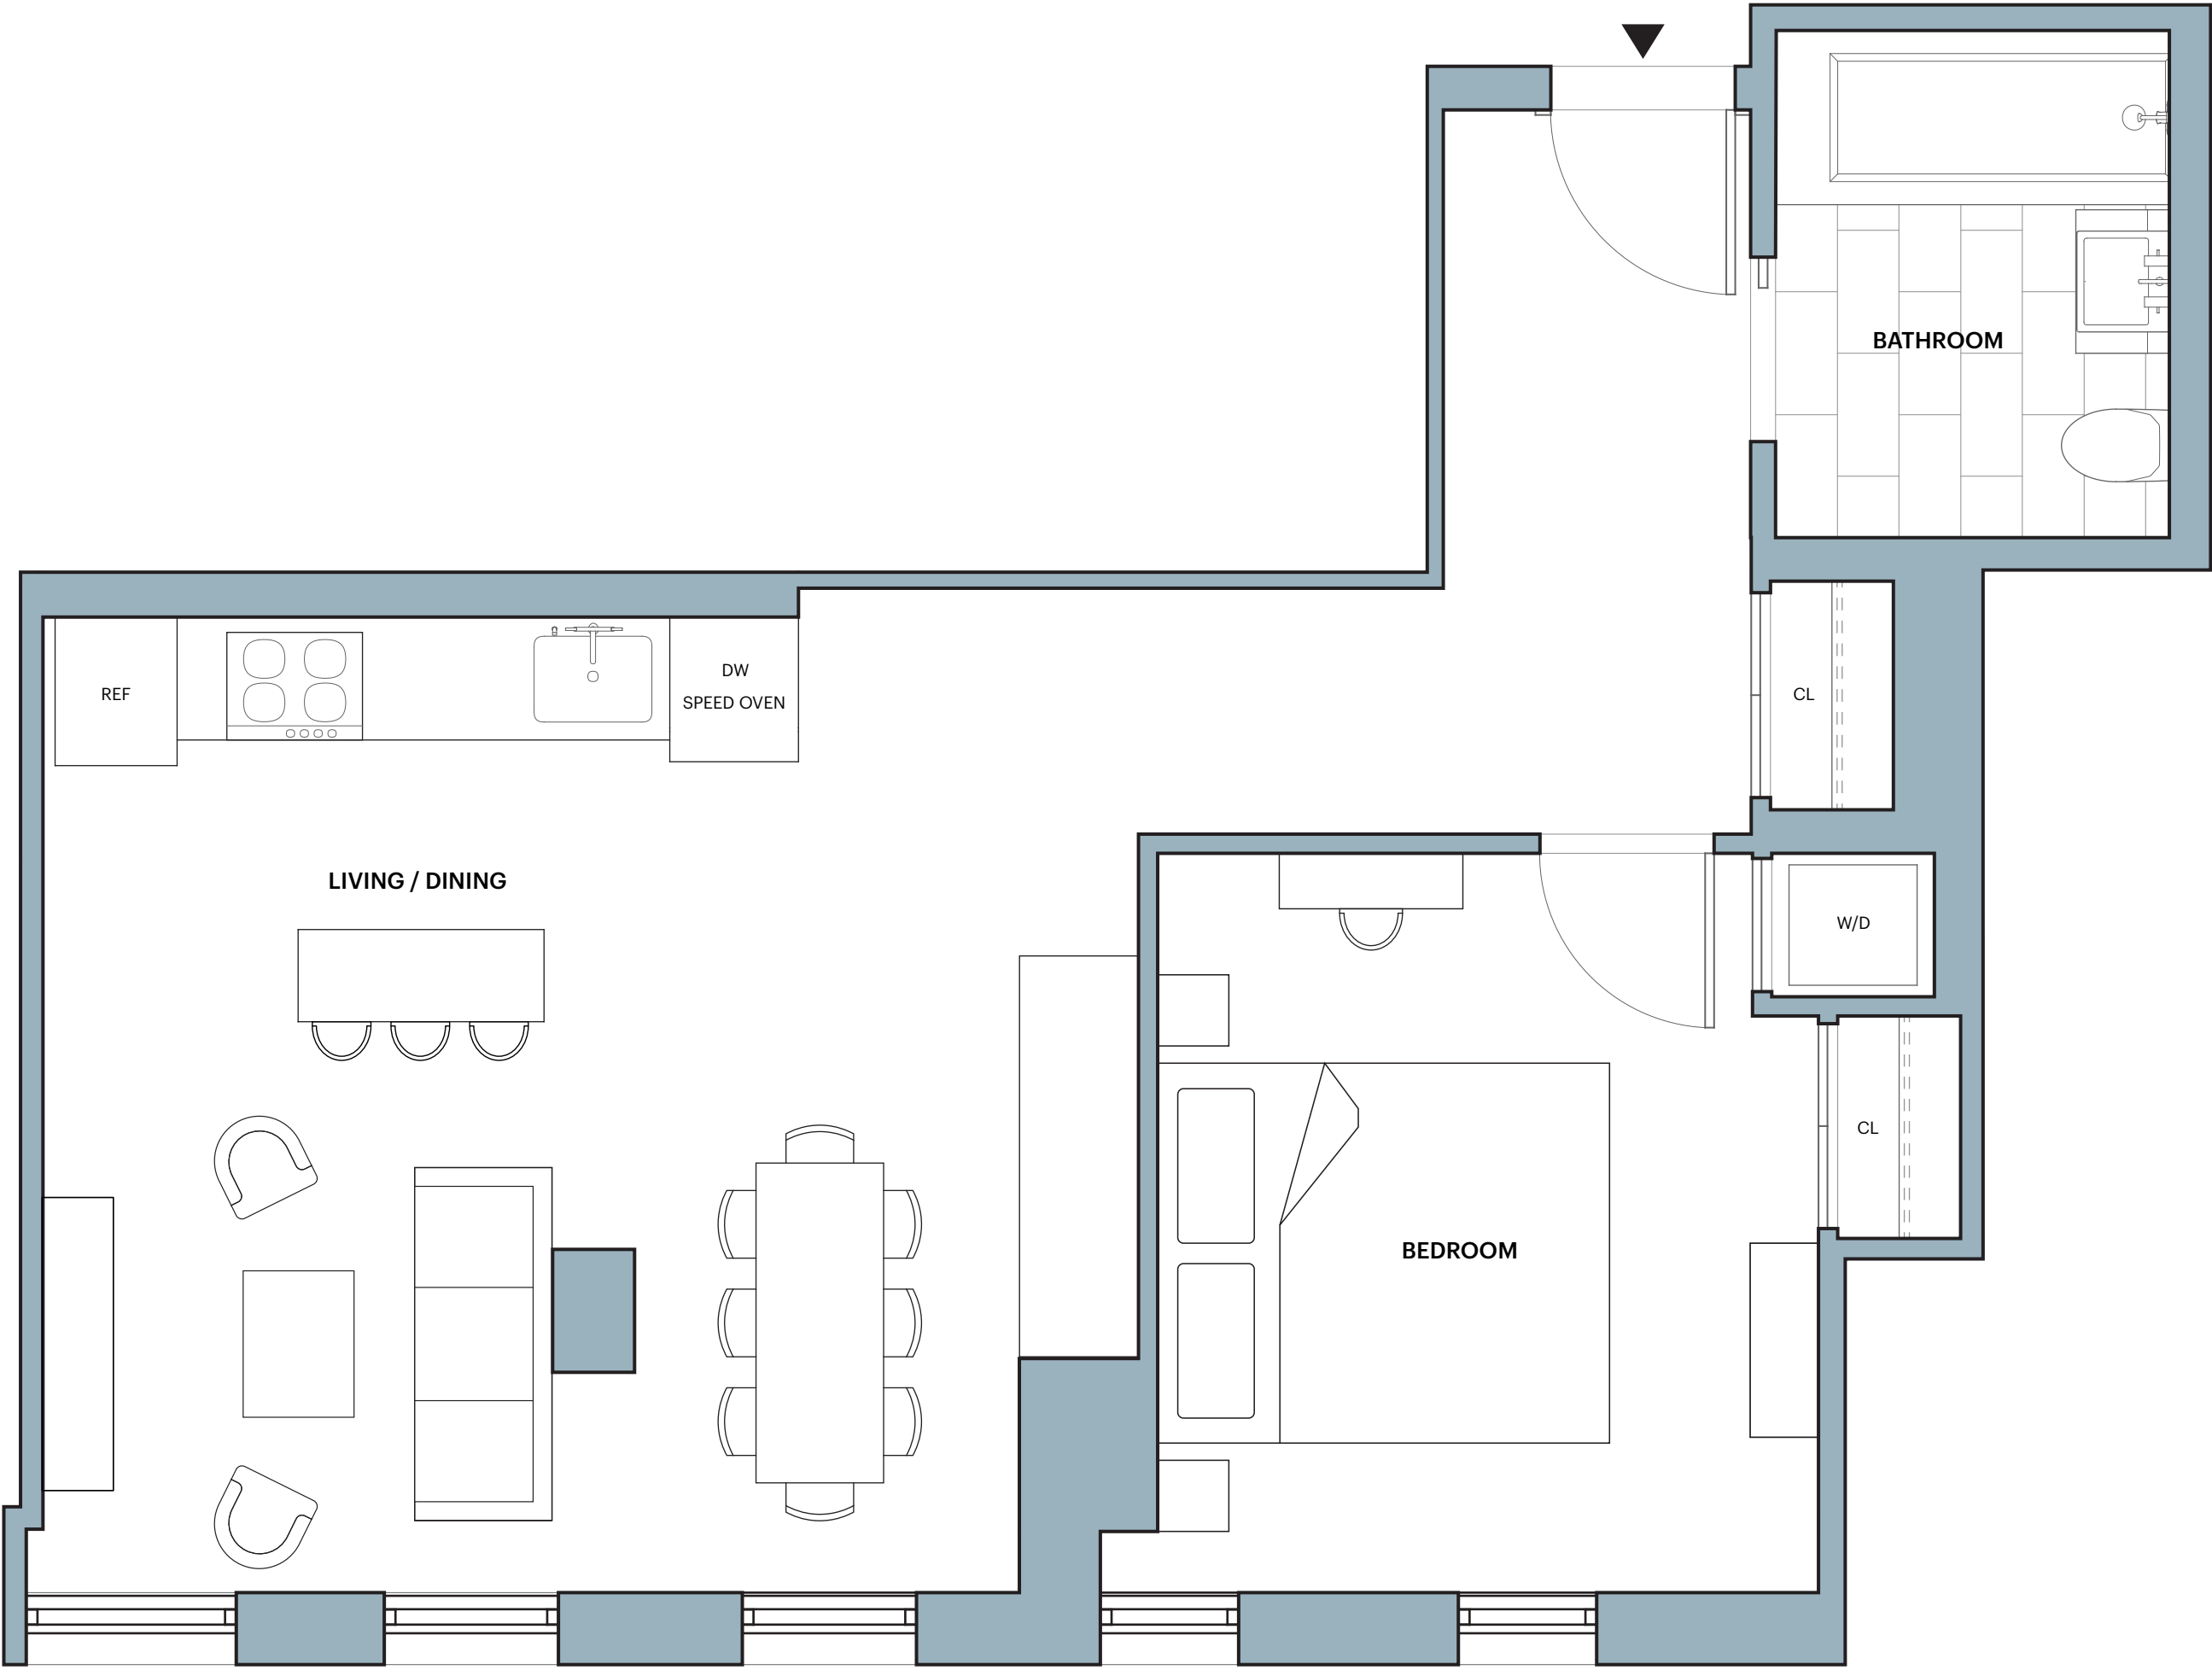 BATHROOM
REF
DW
SPEED OVEN
CL
LIVING / DINING
W/D
CL
BEDROOM